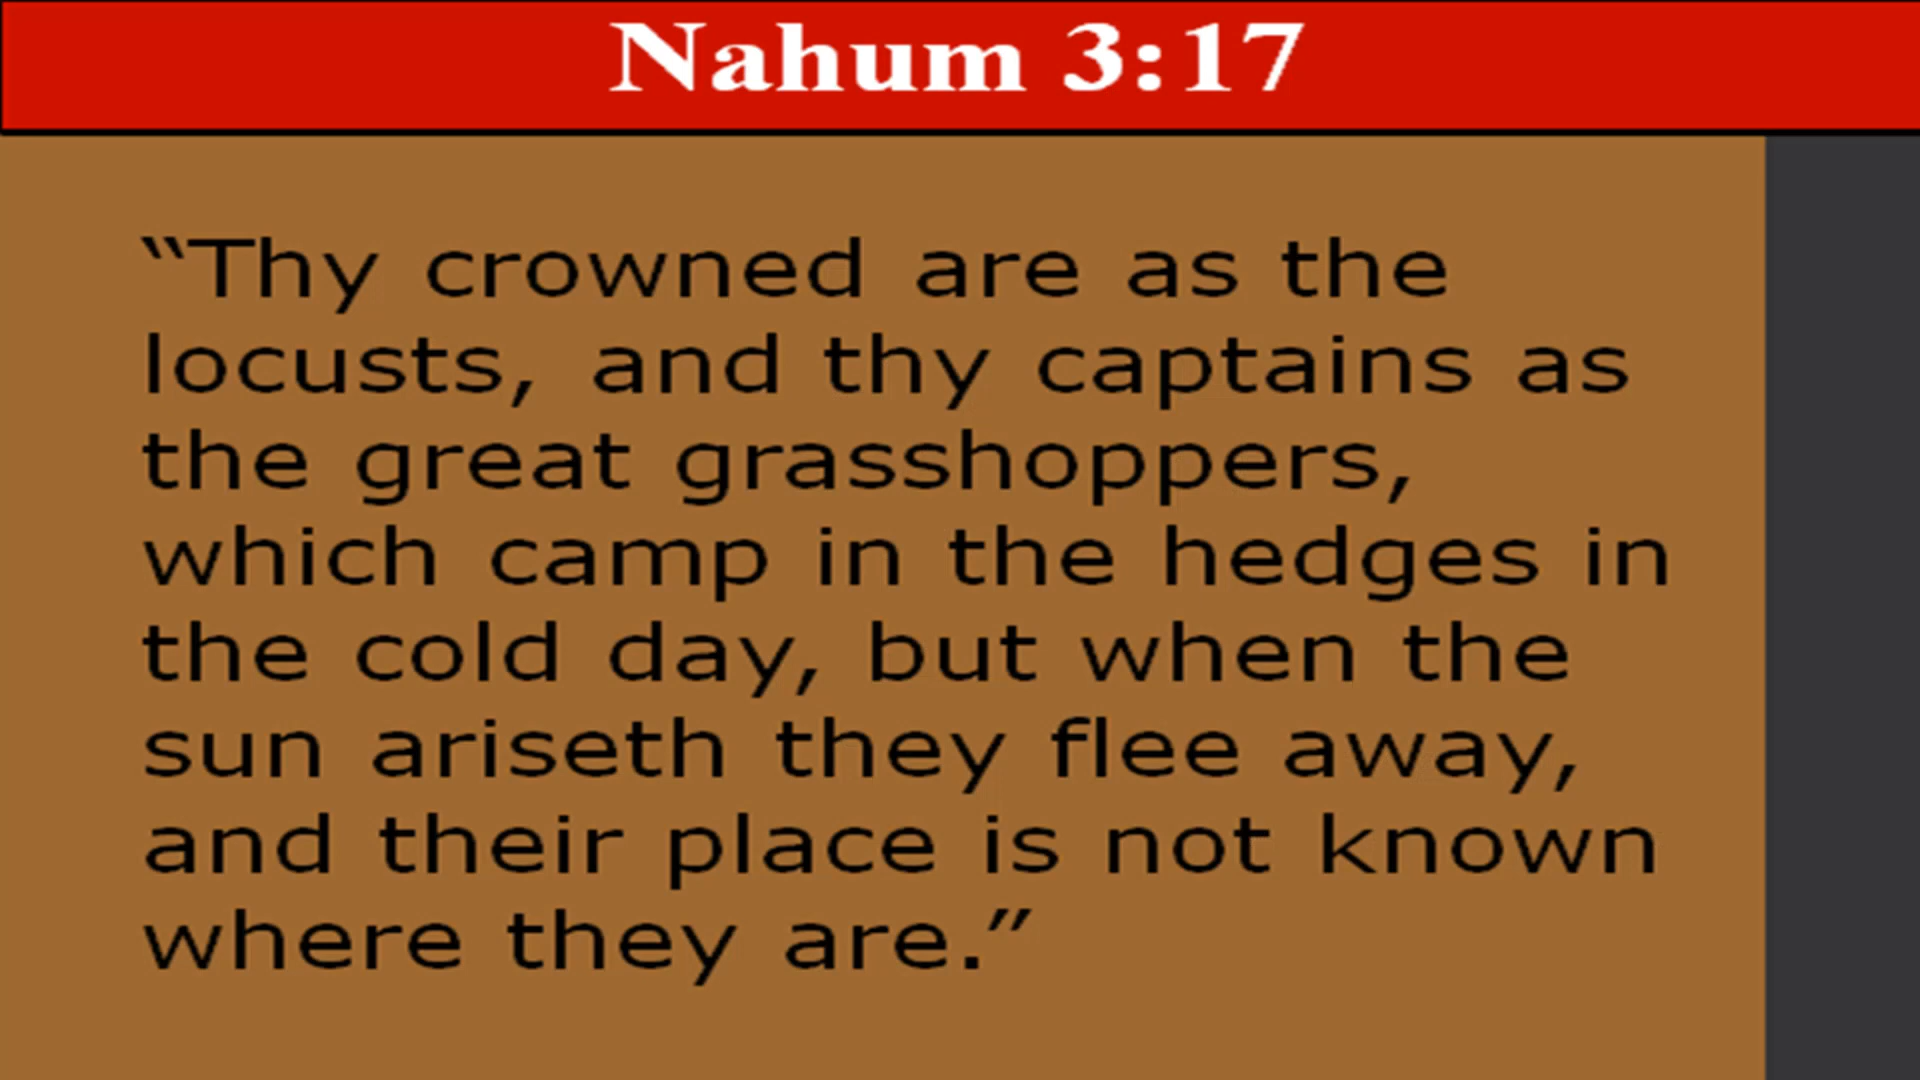 Nahum 3:17
“Thy crowned are as the
locusts, and thy captains as
the great grasshoppers,
which camp in the hedges in
the cold day, but when the
sun ariseth they flee away,
and their place is not known
where they are.”